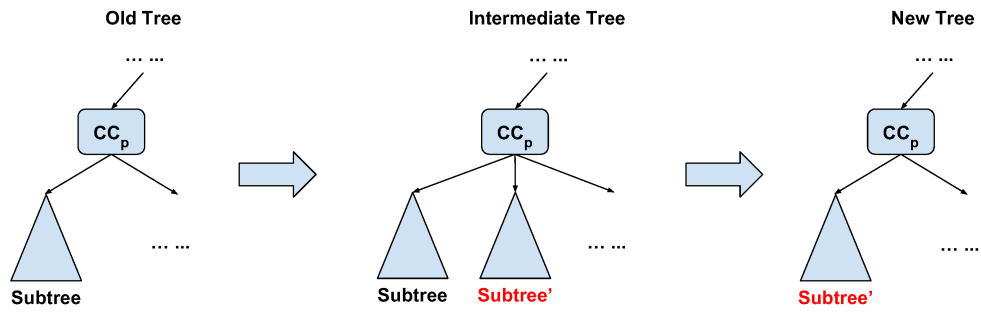 Old Tree
Intermediate Tree
New Tree
... ...
... ...
... ...
CCp
CCp
CCp
... ...
... ...
... ...
Subtree
Subtree
Subtree’
Subtree’